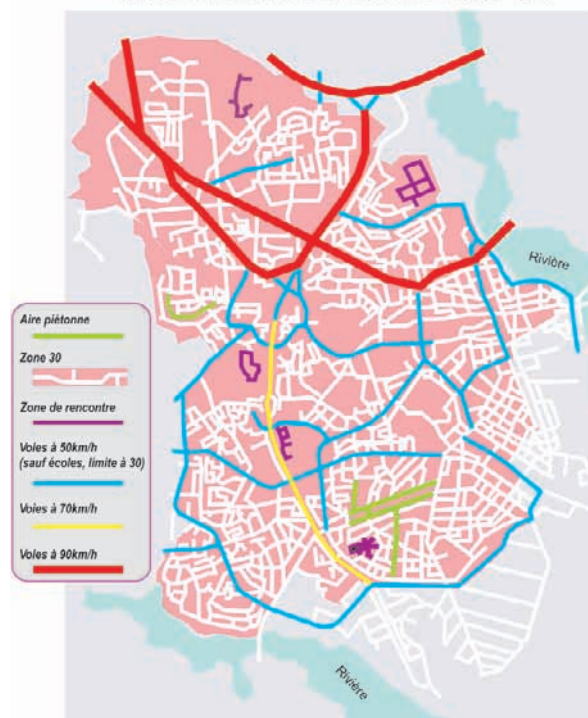 Rivière
Aire piétonne
Zone 30
Zone de rencontre
Voies à 50km/h
(sauf écoles, limite à 30)
Voies à 70km/h
Voies à 90km/h
Rivière